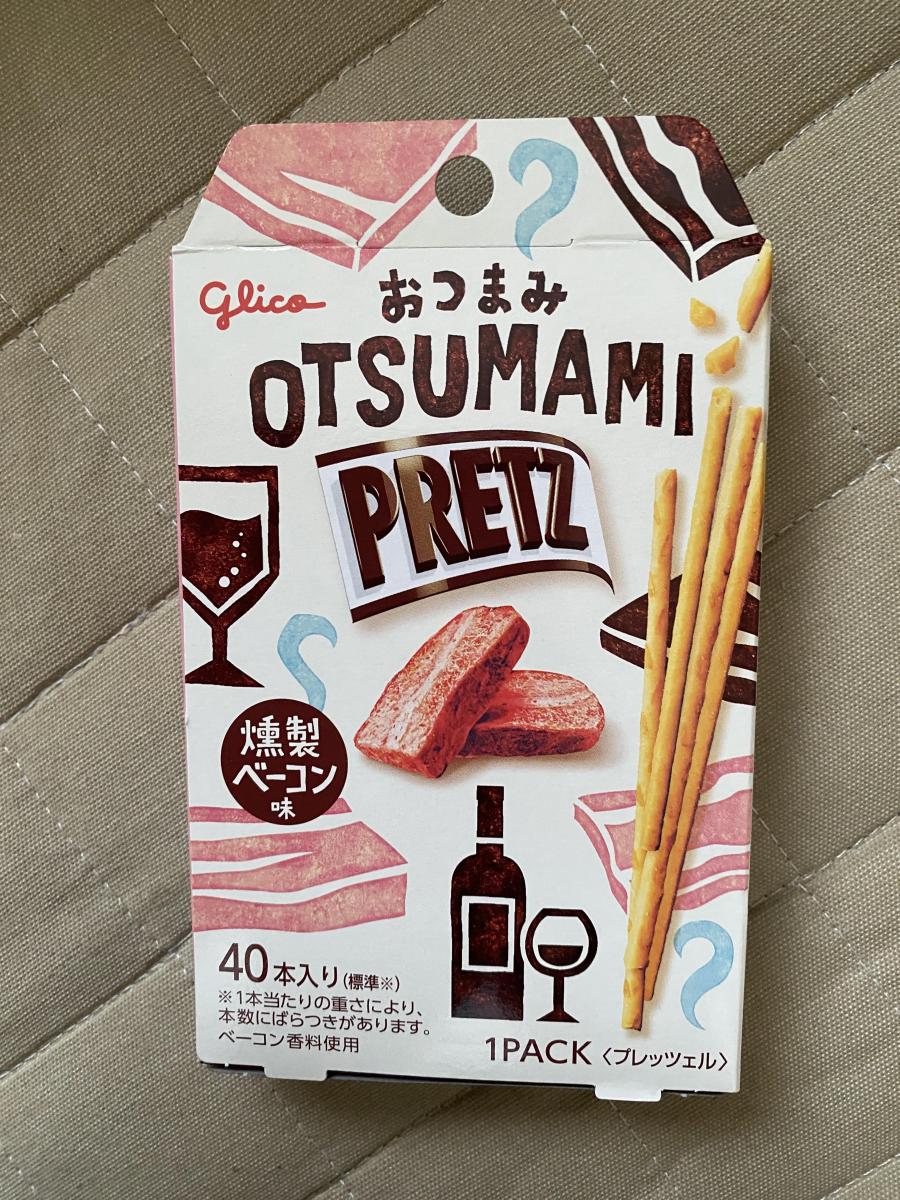 Glico
おつまみ
OTSUMAMI
PRETZ
燻製
ベーコン
味
40本入り(標準※)
※1本当たりの重さにより、
本数にばらつきがあります。
ベーコン香料使用
1PACK〈プレッツェル〉